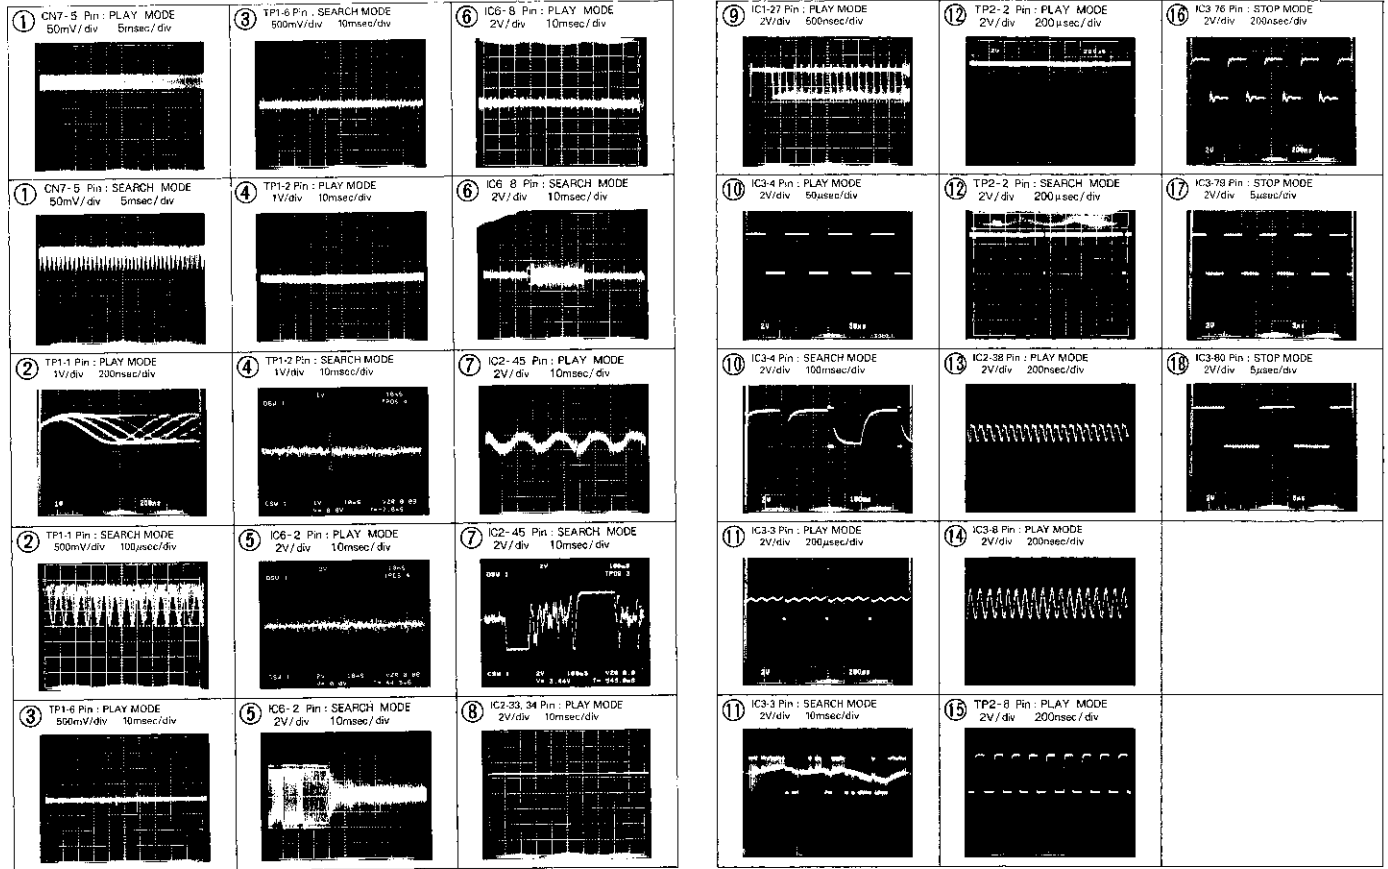 ① CN7-5 Pin : PLAY MODE
50mV/div 5msec/div
① CN7-5 Pin : SEARCH MODE
50mV/div 5msec/div
② TP1-1 Pin : PLAY MODE
1V/div 200nsec/div
② TP1-1 Pin : SEARCH MODE
500mV/div 100μsec/div
③ TP1-6 Pin : PLAY MODE
500mV/div 10msec/div
③ TP1-6 Pin : SEARCH MODE
500mV/div 10msec/div
④ TP1-2 Pin : PLAY MODE
1V/div 10msec/div
④ TP1-2 Pin : SEARCH MODE
1V/div 10msec/div
⑤ IC6-2 Pin : PLAY MODE
2V/div 10msec/div
⑤ IC6-2 Pin : SEARCH MODE
2V/div 10msec/div
⑥ IC6-8 Pin : PLAY MODE
2V/div 10msec/div
⑥ IC6 8 Pin : SEARCH MODE
2V/div 10msec/div
⑦ IC2-45 Pin : PLAY MODE
2V/div 10msec/div
⑦ IC2-45 Pin : SEARCH MODE
2V/div 10msec/div
⑧ IC2-33, 34 Pin : PLAY MODE
2V/div 10msec/div
⑨ IC1-27 Pin : PLAY MODE
2V/div 500nsec/div
⑩ IC3-4 Pin : PLAY MODE
2V/div 50μsec/div
⑩ IC3-4 Pin : SEARCH MODE
2V/div 100msec/div
⑪ IC3-3 Pin : PLAY MODE
2V/div 200μsec/div
⑪ IC3-3 Pin : SEARCH MODE
2V/div 10msec/div
⑫ TP2-2 Pin : PLAY MODE
2V/div 200μsec/div
⑫ TP2-2 Pin : SEARCH MODE
2V/div 200μsec/div
⑬ IC2-38 Pin : PLAY MODE
2V/div 200nsec/div
⑭ IC3-8 Pin : PLAY MODE
2V/div 200nsec/div
⑮ TP2-8 Pin : PLAY MODE
2V/div 200nsec/div
⑯ IC3 76 Pin : STOP MODE
2V/div 200nsec/div
⑰ IC3-79 Pin : STOP MODE
2V/div 5μsec/div
⑱ IC3-80 Pin : STOP MODE
2V/div 5μsec/div